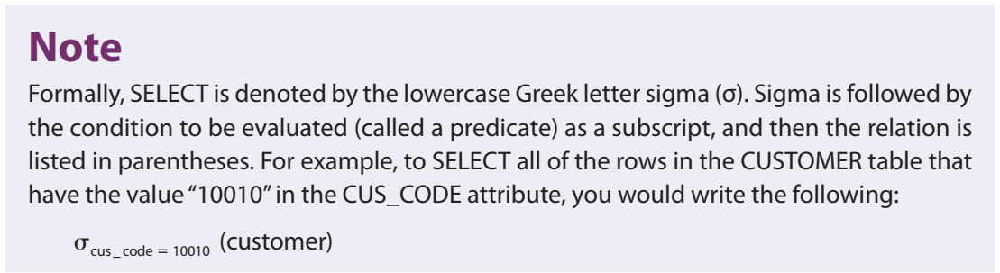 Note
Formally, SELECT is denoted by the lowercase Greek letter sigma (σ). Sigma is followed by
the condition to be evaluated (called a predicate) as a subscript, and then the relation is
listed in parentheses. For example, to SELECT all of the rows in the CUSTOMER table that
have the value “10010” in the CUS_CODE attribute, you would write the following:
σ cus_code = 10010 (customer)